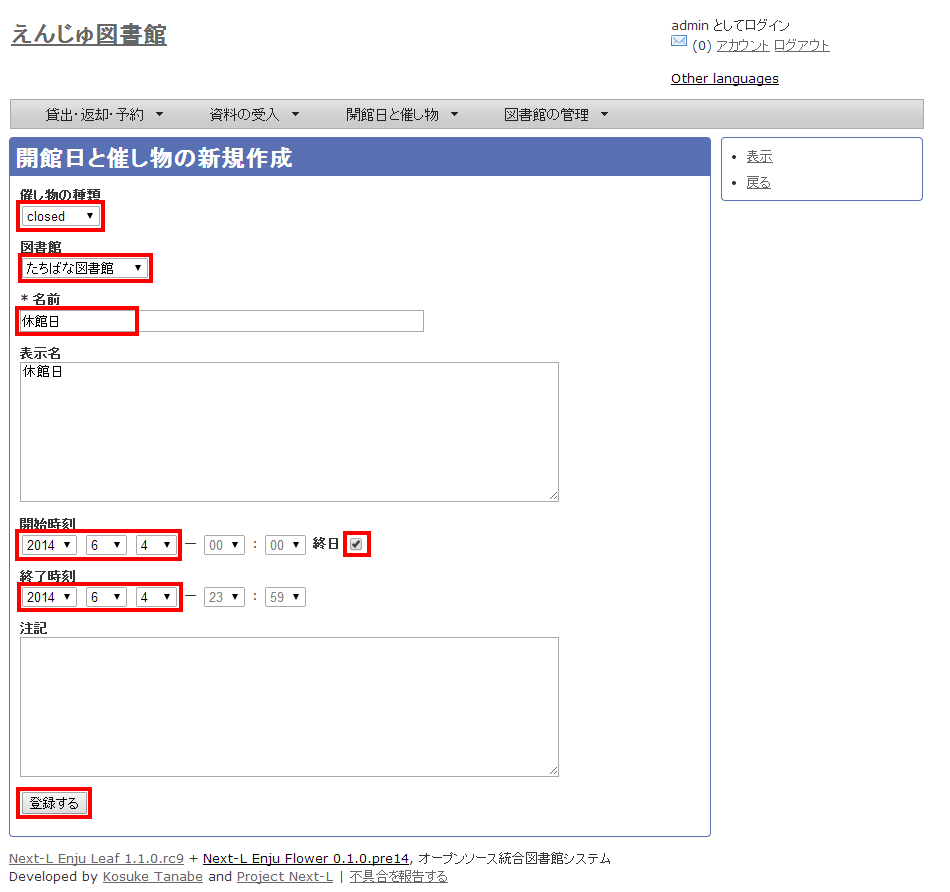 えんじゅ図書館
admin としてログイン
(0) アカウント ログアウト
Other languages
貸出・返却・予約 ▼ 資料の受入 ▼ 開館日と催し物 ▼ 図書館の管理 ▼
開館日と催し物の新規作成
• 表示
• 戻る
催し物の種類
closed ▼
図書館
たちばな図書館 ▼
* 名前
休館日
表示名
休館日
開始時刻
2014 ▼ 6 ▼ 4 ▼ — 00 ▼ : 00 ▼ 終日
終了時刻
2014 ▼ 6 ▼ 4 ▼ — 23 ▼ : 59 ▼
注記
登録する
Next-L Enju Leaf 1.1.0.rc9 + Next-L Enju Flower 0.1.0.pre14, オープンソース統合図書館システム
Developed by Kosuke Tanabe and Project Next-L | 不具合を報告する